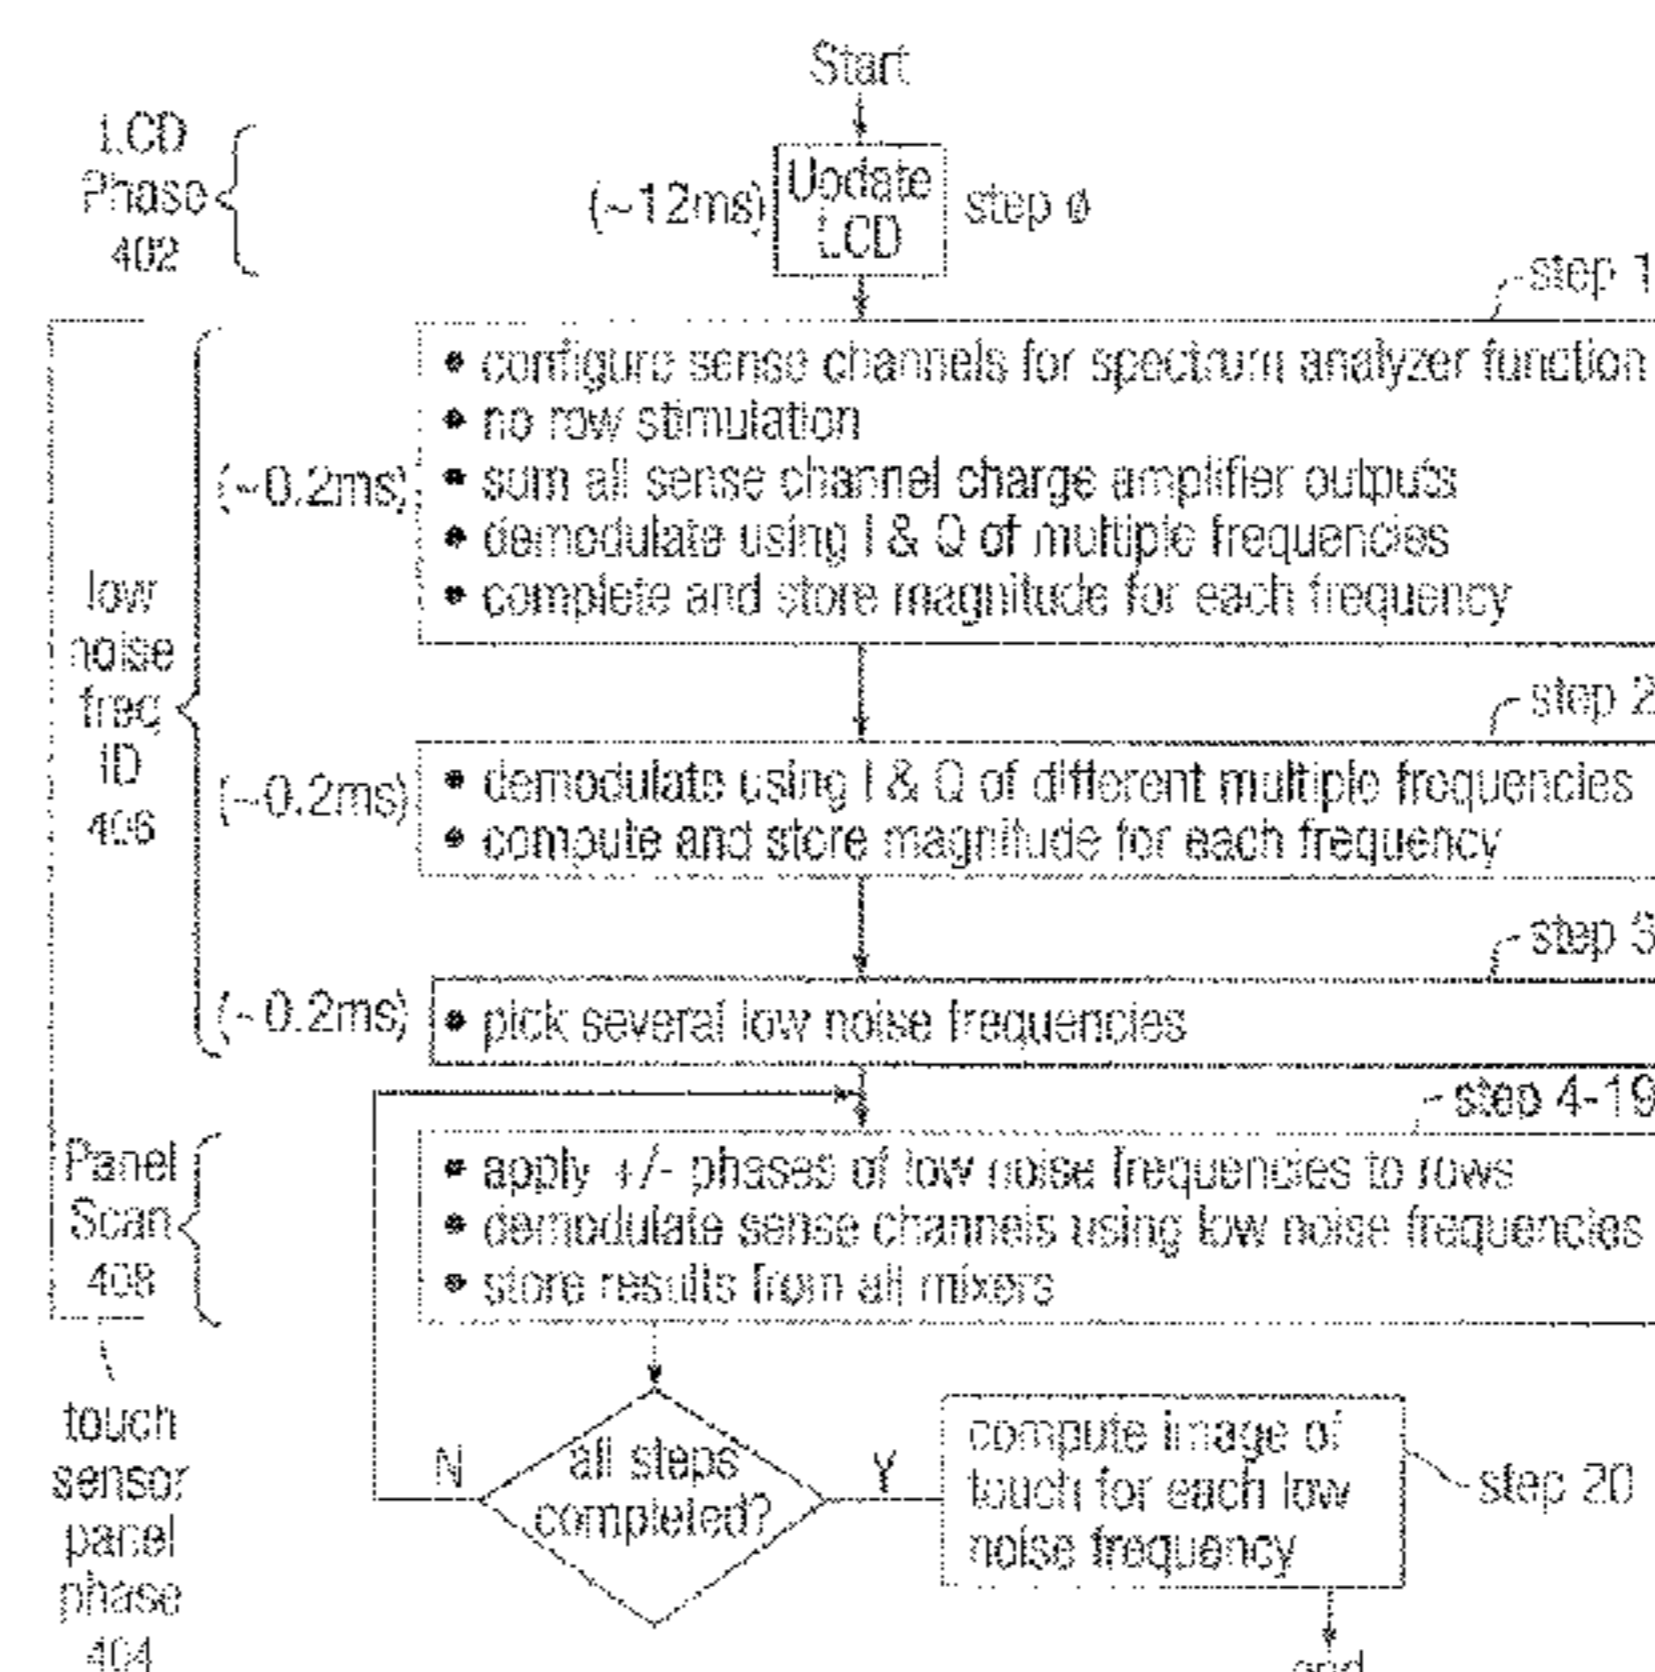 Start
LCD
Phase
402
(~12ms)
Update
LCD
step ø
step 1
low
noise
freq
ID
406
(~0.2ms)
• configure sense channels for spectrum analyzer function
• no row stimulation
• sum all sense channel charge amplifier outputs
• demodulate using I & Q of multiple frequencies
• complete and store magnitude for each frequency
step 2
(~0.2ms)
• demodulate using I & Q of different multiple frequencies
• compute and store magnitude for each frequency
step 3
(~0.2ms)
• pick several low noise frequencies
step 4-19
Panel
Scan
408
• apply +/- phases of low noise frequencies to rows
• demodulate sense channels using low noise frequencies
• store results from all mixers
touch
sensor
panel
phase
404
N
all steps
completed?
Y
compute image of
touch for each low
noise frequency
step 20
end